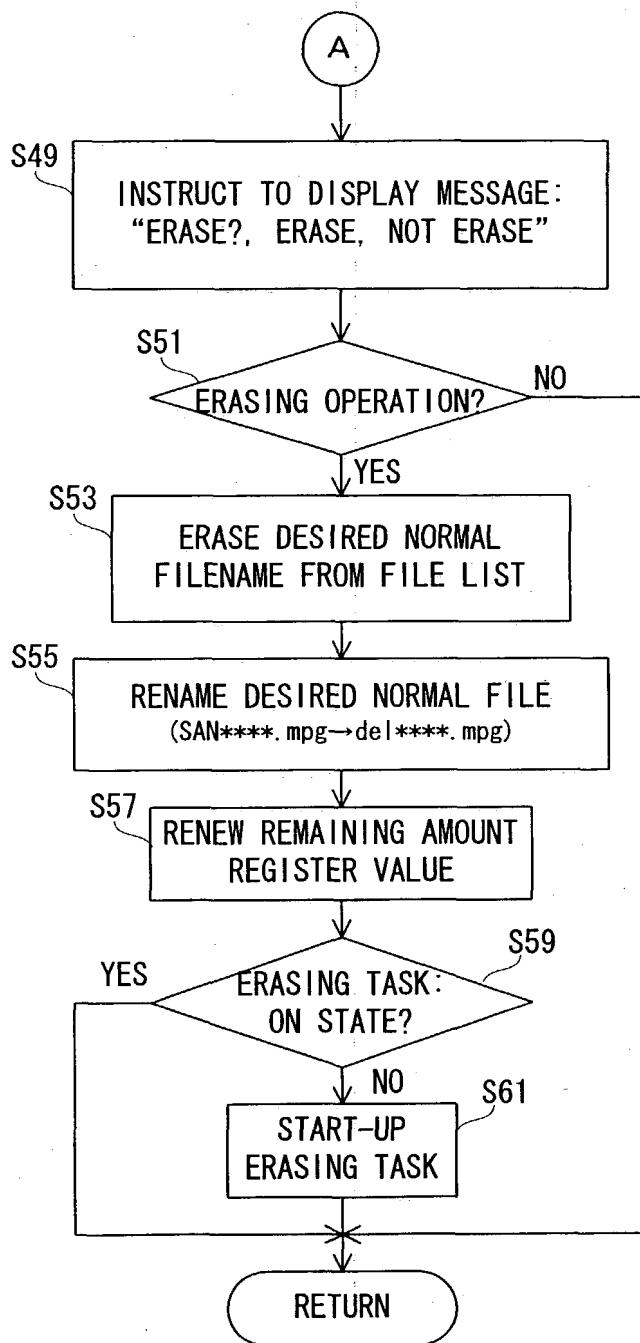 A
S49
INSTRUCT TO DISPLAY MESSAGE:
“ERASE?, ERASE, NOT ERASE”
S51
ERASING OPERATION?
NO
YES
S53
ERASE DESIRED NORMAL
FILENAME FROM FILE LIST
S55
RENAME DESIRED NORMAL FILE
(SAN****.mpg→del****.mpg)
S57
RENEW REMAINING AMOUNT
REGISTER VALUE
S59
YES
ERASING TASK:
ON STATE?
NO
S61
START-UP
ERASING TASK
RETURN